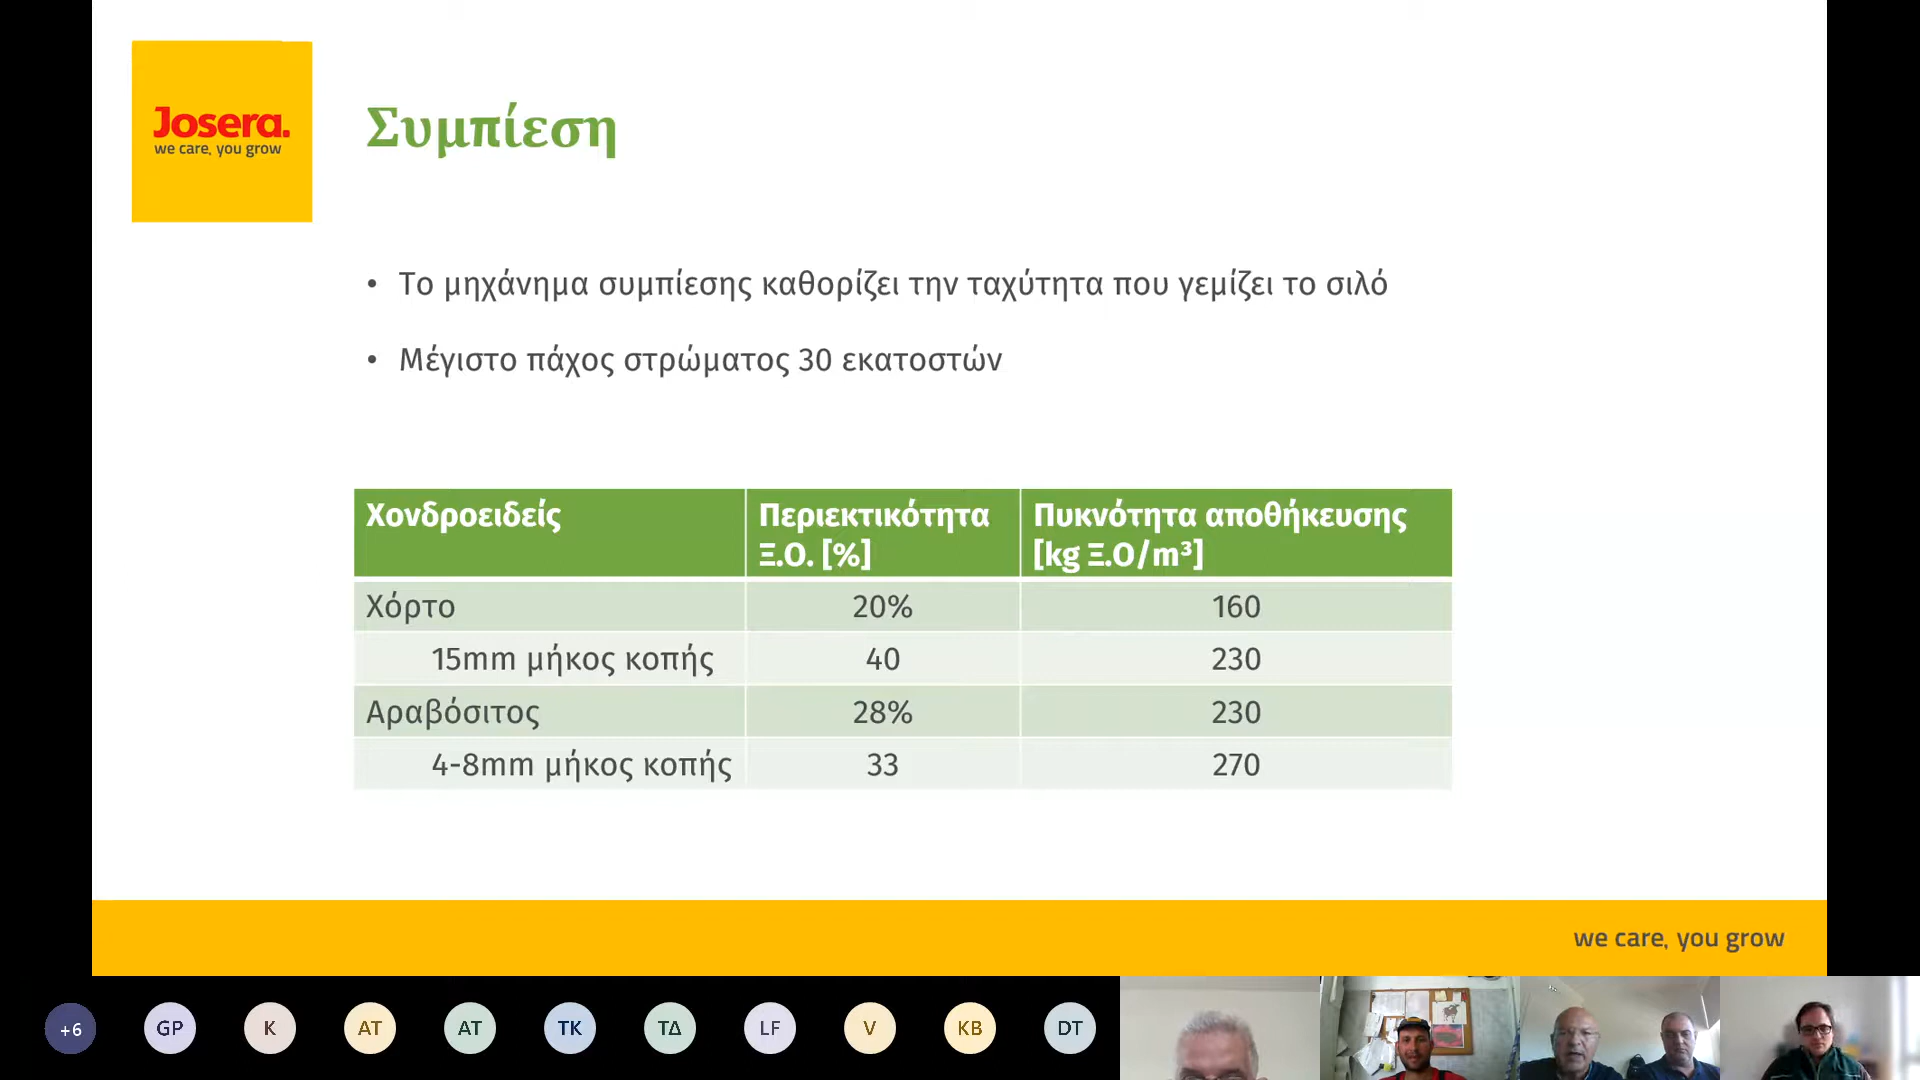 Josera.
we care, you grow
Συμπίεση
• Το μηχάνημα συμπίεσης καθορίζει την ταχύτητα που γεμίζει το σιλό
• Μέγιστο πάχος στρώματος 30 εκατοστών
Χονδροειδείς Περιεκτικότητα Ξ.Ο. [%] Πυκνότητα αποθήκευσης [kg Ξ.Ο/m³]
Χόρτο 20% 160
15mm μήκος κοπής 40 230
Αραβόσιτος 28% 230
4-8mm μήκος κοπής 33 270
we care, you grow
+6 GP K AT AT TK ΤΔ LF V KB DT